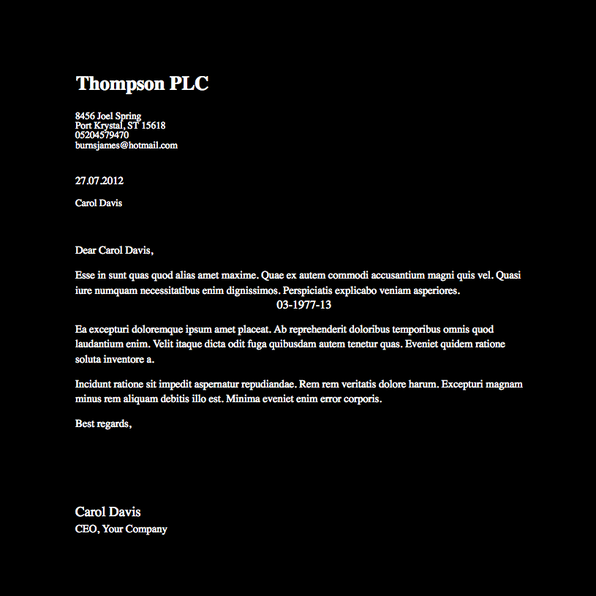 Thompson PLC
8456 Joel Spring
Port Krystal, ST 15618
05204579470
burnsjames@hotmail.com
27.07.2012
Carol Davis
Dear Carol Davis,
Esse in sunt quas quod alias amet maxime. Quae ex autem commodi accusantium magni quis vel. Quasi
iure numquam necessitatibus enim dignissimos. Perspiciatis explicabo veniam asperiores.
03-1977-13
Ea excepturi doloremque ipsum amet placeat. Ab reprehenderit doloribus temporibus omnis quod
laudantium enim. Velit itaque dicta odit fuga quibusdam autem tenetur quas. Eveniet quidem ratione
soluta inventore a.
Incidunt ratione sit impedit aspernatur repudiandae. Rem rem veritatis dolore harum. Excepturi magnam
minus rem aliquam debitis illo est. Minima eveniet enim error corporis.
Best regards,
Carol Davis
CEO, Your Company